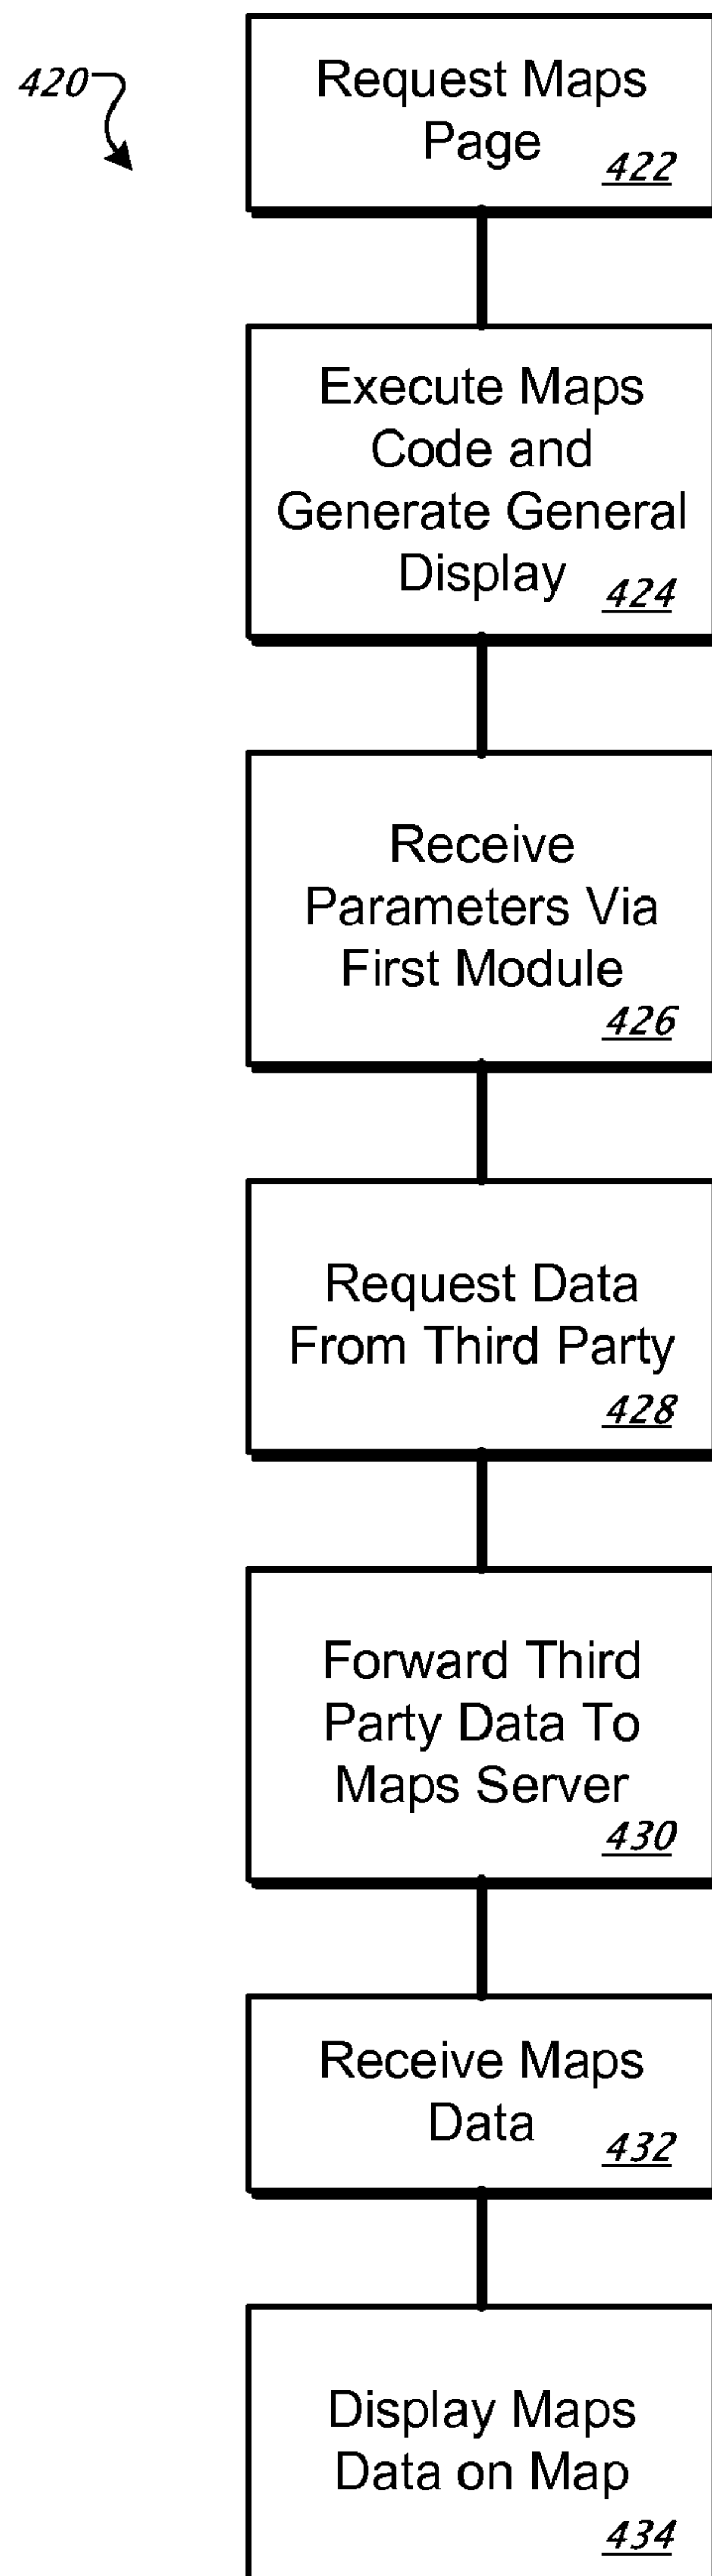 420
Request Maps
Page
422
Execute Maps
Code and
Generate General
Display
424
Receive
Parameters Via
First Module
426
Request Data
From Third Party
428
Forward Third
Party Data To
Maps Server
430
Receive Maps
Data
432
Display Maps
Data on Map
434